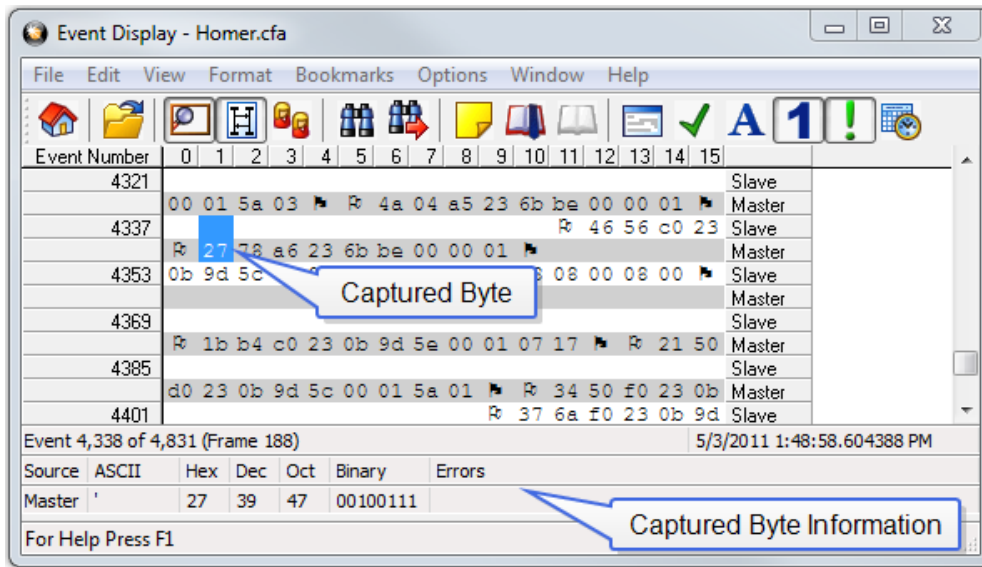 Event Display - Homer.cfa
File Edit View Format Bookmarks Options Window Help
A 1 !
Event Number 0 1 2 3 4 5 6 7 8 9 10 11 12 13 14 15
4321 Slave
00 01 5a 03 4a 04 a5 23 6b be 00 00 01 Master
4337 46 56 c0 23 Slave
27 78 a6 23 6b be 00 00 01 Master
4353 0b 9d 5c 08 00 08 00 Slave
Captured Byte
Master
4369 Slave
1b b4 c0 23 0b 9d 5e 00 01 07 17 21 50 Master
4385 Slave
d0 23 0b 9d 5c 00 01 5a 01 34 50 f0 23 0b Master
4401 37 6a f0 23 0b 9d Slave
Event 4,338 of 4,831 (Frame 188) 5/3/2011 1:48:58.604388 PM
Source ASCII Hex Dec Oct Binary Errors
Master ' 27 39 47 00100111
Captured Byte Information
For Help Press F1